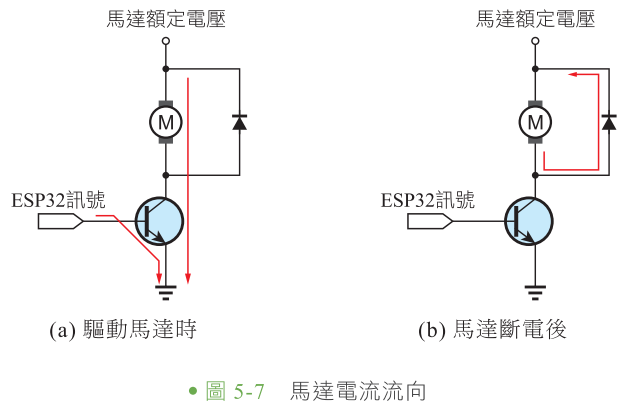 馬達額定電壓
M
ESP32訊號
(a) 驅動馬達時
馬達額定電壓
M
ESP32訊號
(b) 馬達斷電後
• 圖 5-7 馬達電流流向